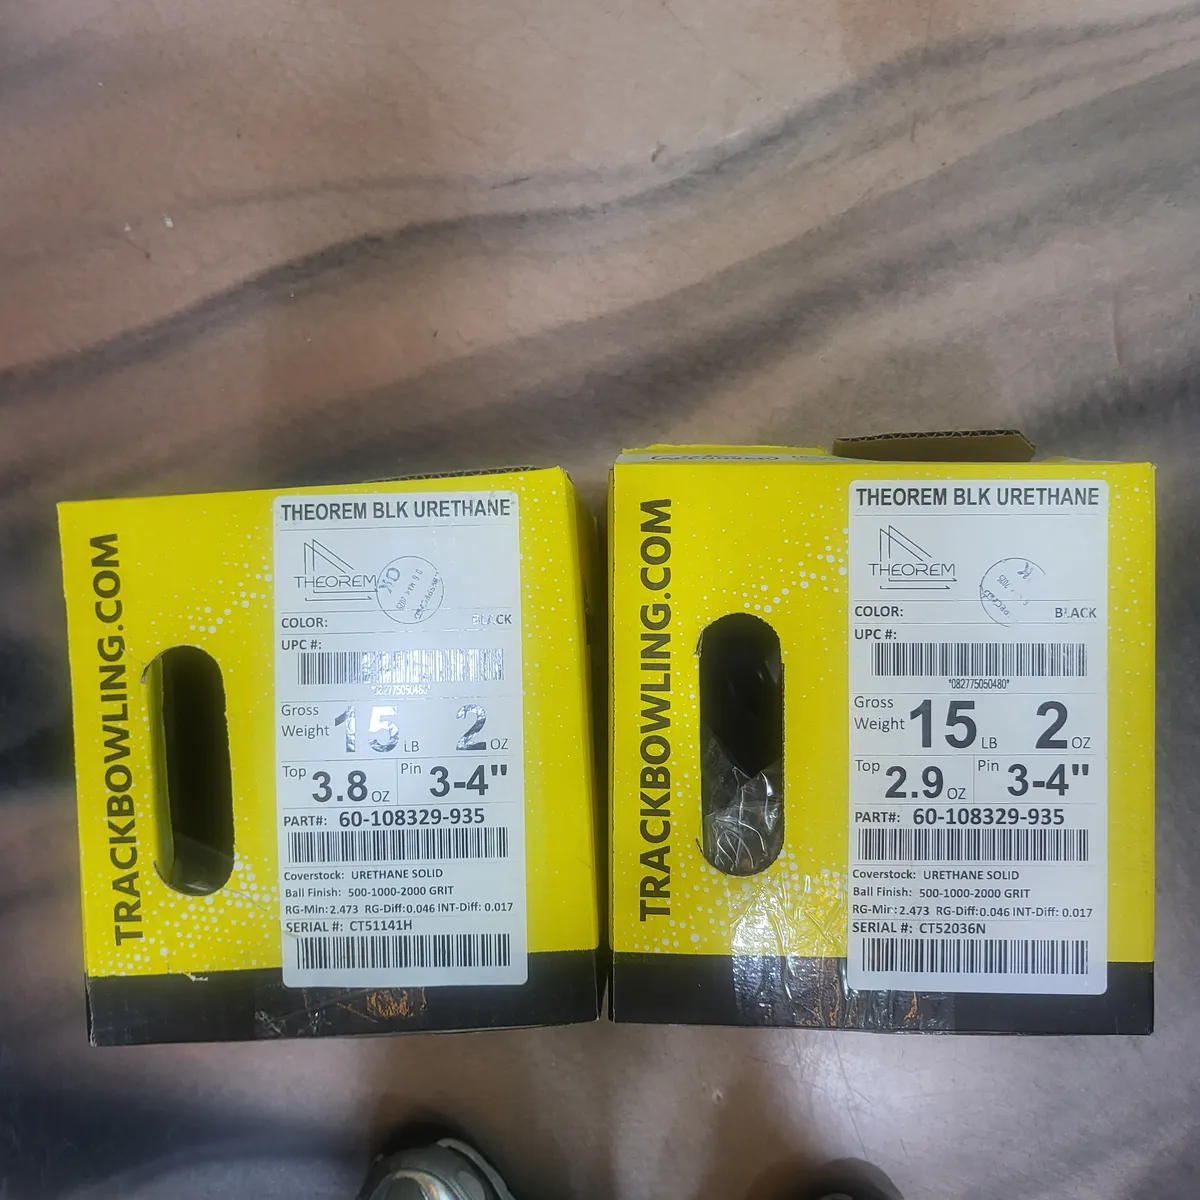 TRACKBOWLING.COM
THEOREM BLK URETHANE
THEOREM
OK
06 MAR 2025
COLOR: BLACK
UPC #:
*082775050480*
Gross Weight 15 LB 2 OZ
Top 3.8 OZ Pin 3-4"
PART#: 60-108329-935
Coverstock: URETHANE SOLID
Ball Finish: 500-1000-2000 GRIT
RG-Min: 2.473 RG-Diff: 0.046 INT-Diff: 0.017
SERIAL #: CT51141H
TRACKBOWLING.COM
THEOREM BLK URETHANE
THEOREM
COLOR: BLACK
UPC #:
*082775050480*
Gross Weight 15 LB 2 OZ
Top 2.9 OZ Pin 3-4"
PART#: 60-108329-935
Coverstock: URETHANE SOLID
Ball Finish: 500-1000-2000 GRIT
RG-Min: 2.473 RG-Diff: 0.046 INT-Diff: 0.017
SERIAL #: CT52036N